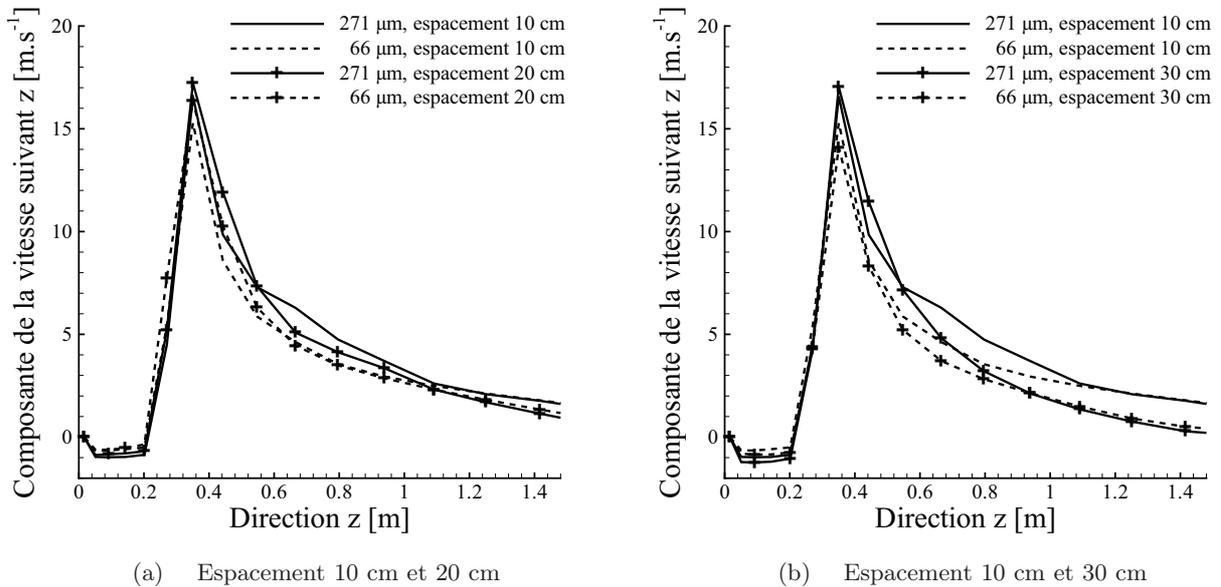 Composante de la vitesse suivant z [m.s⁻¹]
20
15
10
5
0
271 μm, espacement 10 cm
66 μm, espacement 10 cm
271 μm, espacement 20 cm
66 μm, espacement 20 cm
0 0.2 0.4 0.6 0.8 1 1.2 1.4
Direction z [m]
(a) Espacement 10 cm et 20 cm
Composante de la vitesse suivant z [m.s⁻¹]
20
15
10
5
0
271 μm, espacement 10 cm
66 μm, espacement 10 cm
271 μm, espacement 30 cm
66 μm, espacement 30 cm
0 0.2 0.4 0.6 0.8 1 1.2 1.4
Direction z [m]
(b) Espacement 10 cm et 30 cm